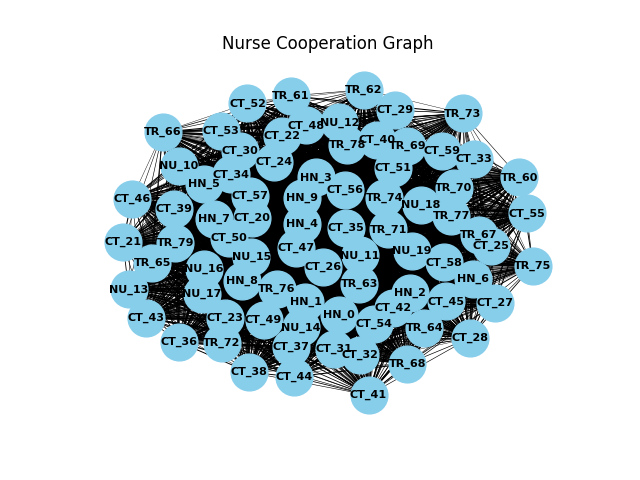 Nurse Cooperation Graph
TR_62
TR_61
CT_52
CT_29
TR_73
NU_12
CT_48
CT_53
TR_66
CT_22
CT_40
TR_78
TR_69
CT_30
CT_59
CT_33
CT_24
NU_10
CT_51
CT_34
HN_3
TR_60
HN_5
TR_70
CT_56
CT_57
HN_9
TR_74
CT_46
NU_18
CT_39
CT_55
TR_77
HN_7
CT_20
HN_4
CT_35
TR_71
TR_67
CT_50
CT_21
TR_79
CT_25
CT_47
NU_19
NU_11
NU_15
TR_65
CT_58
TR_75
CT_26
NU_16
HN_6
HN_8
TR_63
NU_13
TR_76
HN_2
NU_17
HN_1
CT_45
CT_27
CT_42
HN_0
CT_43
CT_23
CT_49
CT_54
NU_14
TR_64
CT_28
CT_36
TR_72
CT_37
CT_31
CT_32
TR_68
CT_38
CT_44
CT_41